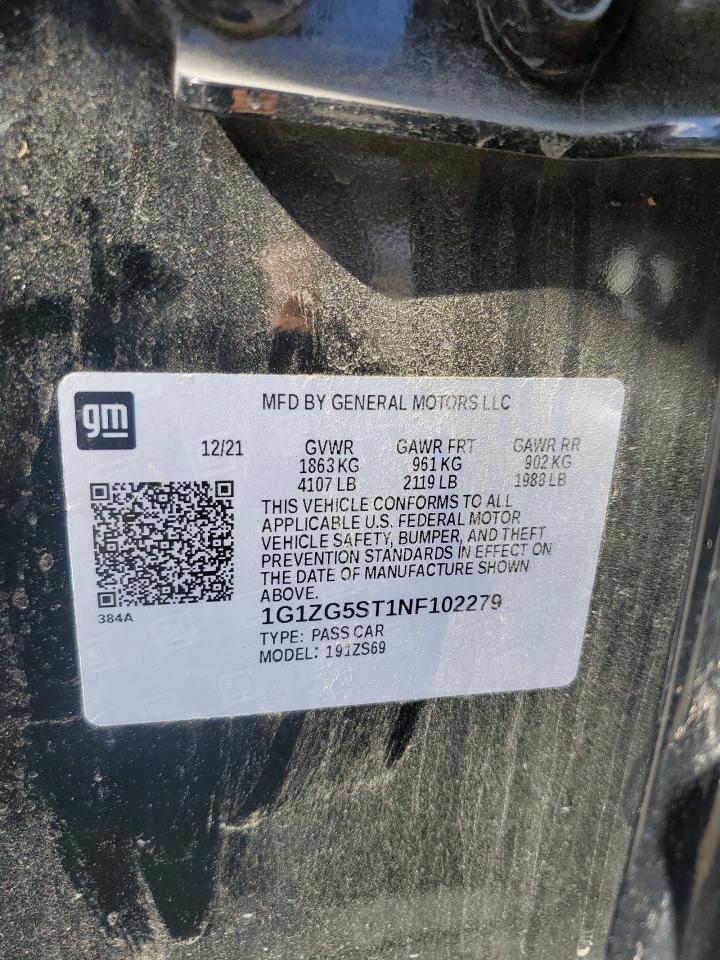 gm
MFD BY GENERAL MOTORS LLC
12/21 GVWR GAWR FRT GAWR RR
1863 KG 961 KG 902 KG
4107 LB 2119 LB 1988 LB
THIS VEHICLE CONFORMS TO ALL
APPLICABLE U.S. FEDERAL MOTOR
VEHICLE SAFETY, BUMPER, AND THEFT
PREVENTION STANDARDS IN EFFECT ON
THE DATE OF MANUFACTURE SHOWN
ABOVE.
384A
1G1ZG5ST1NF102279
TYPE: PASS CAR
MODEL: 191ZS69